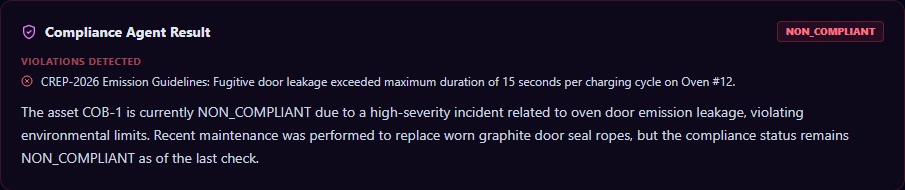 Compliance Agent Result
NON_COMPLIANT
VIOLATIONS DETECTED
CREP-2026 Emission Guidelines: Fugitive door leakage exceeded maximum duration of 15 seconds per charging cycle on Oven #12.
The asset COB-1 is currently NON_COMPLIANT due to a high-severity incident related to oven door emission leakage, violating
environmental limits. Recent maintenance was performed to replace worn graphite door seal ropes, but the compliance status remains
NON_COMPLIANT as of the last check.